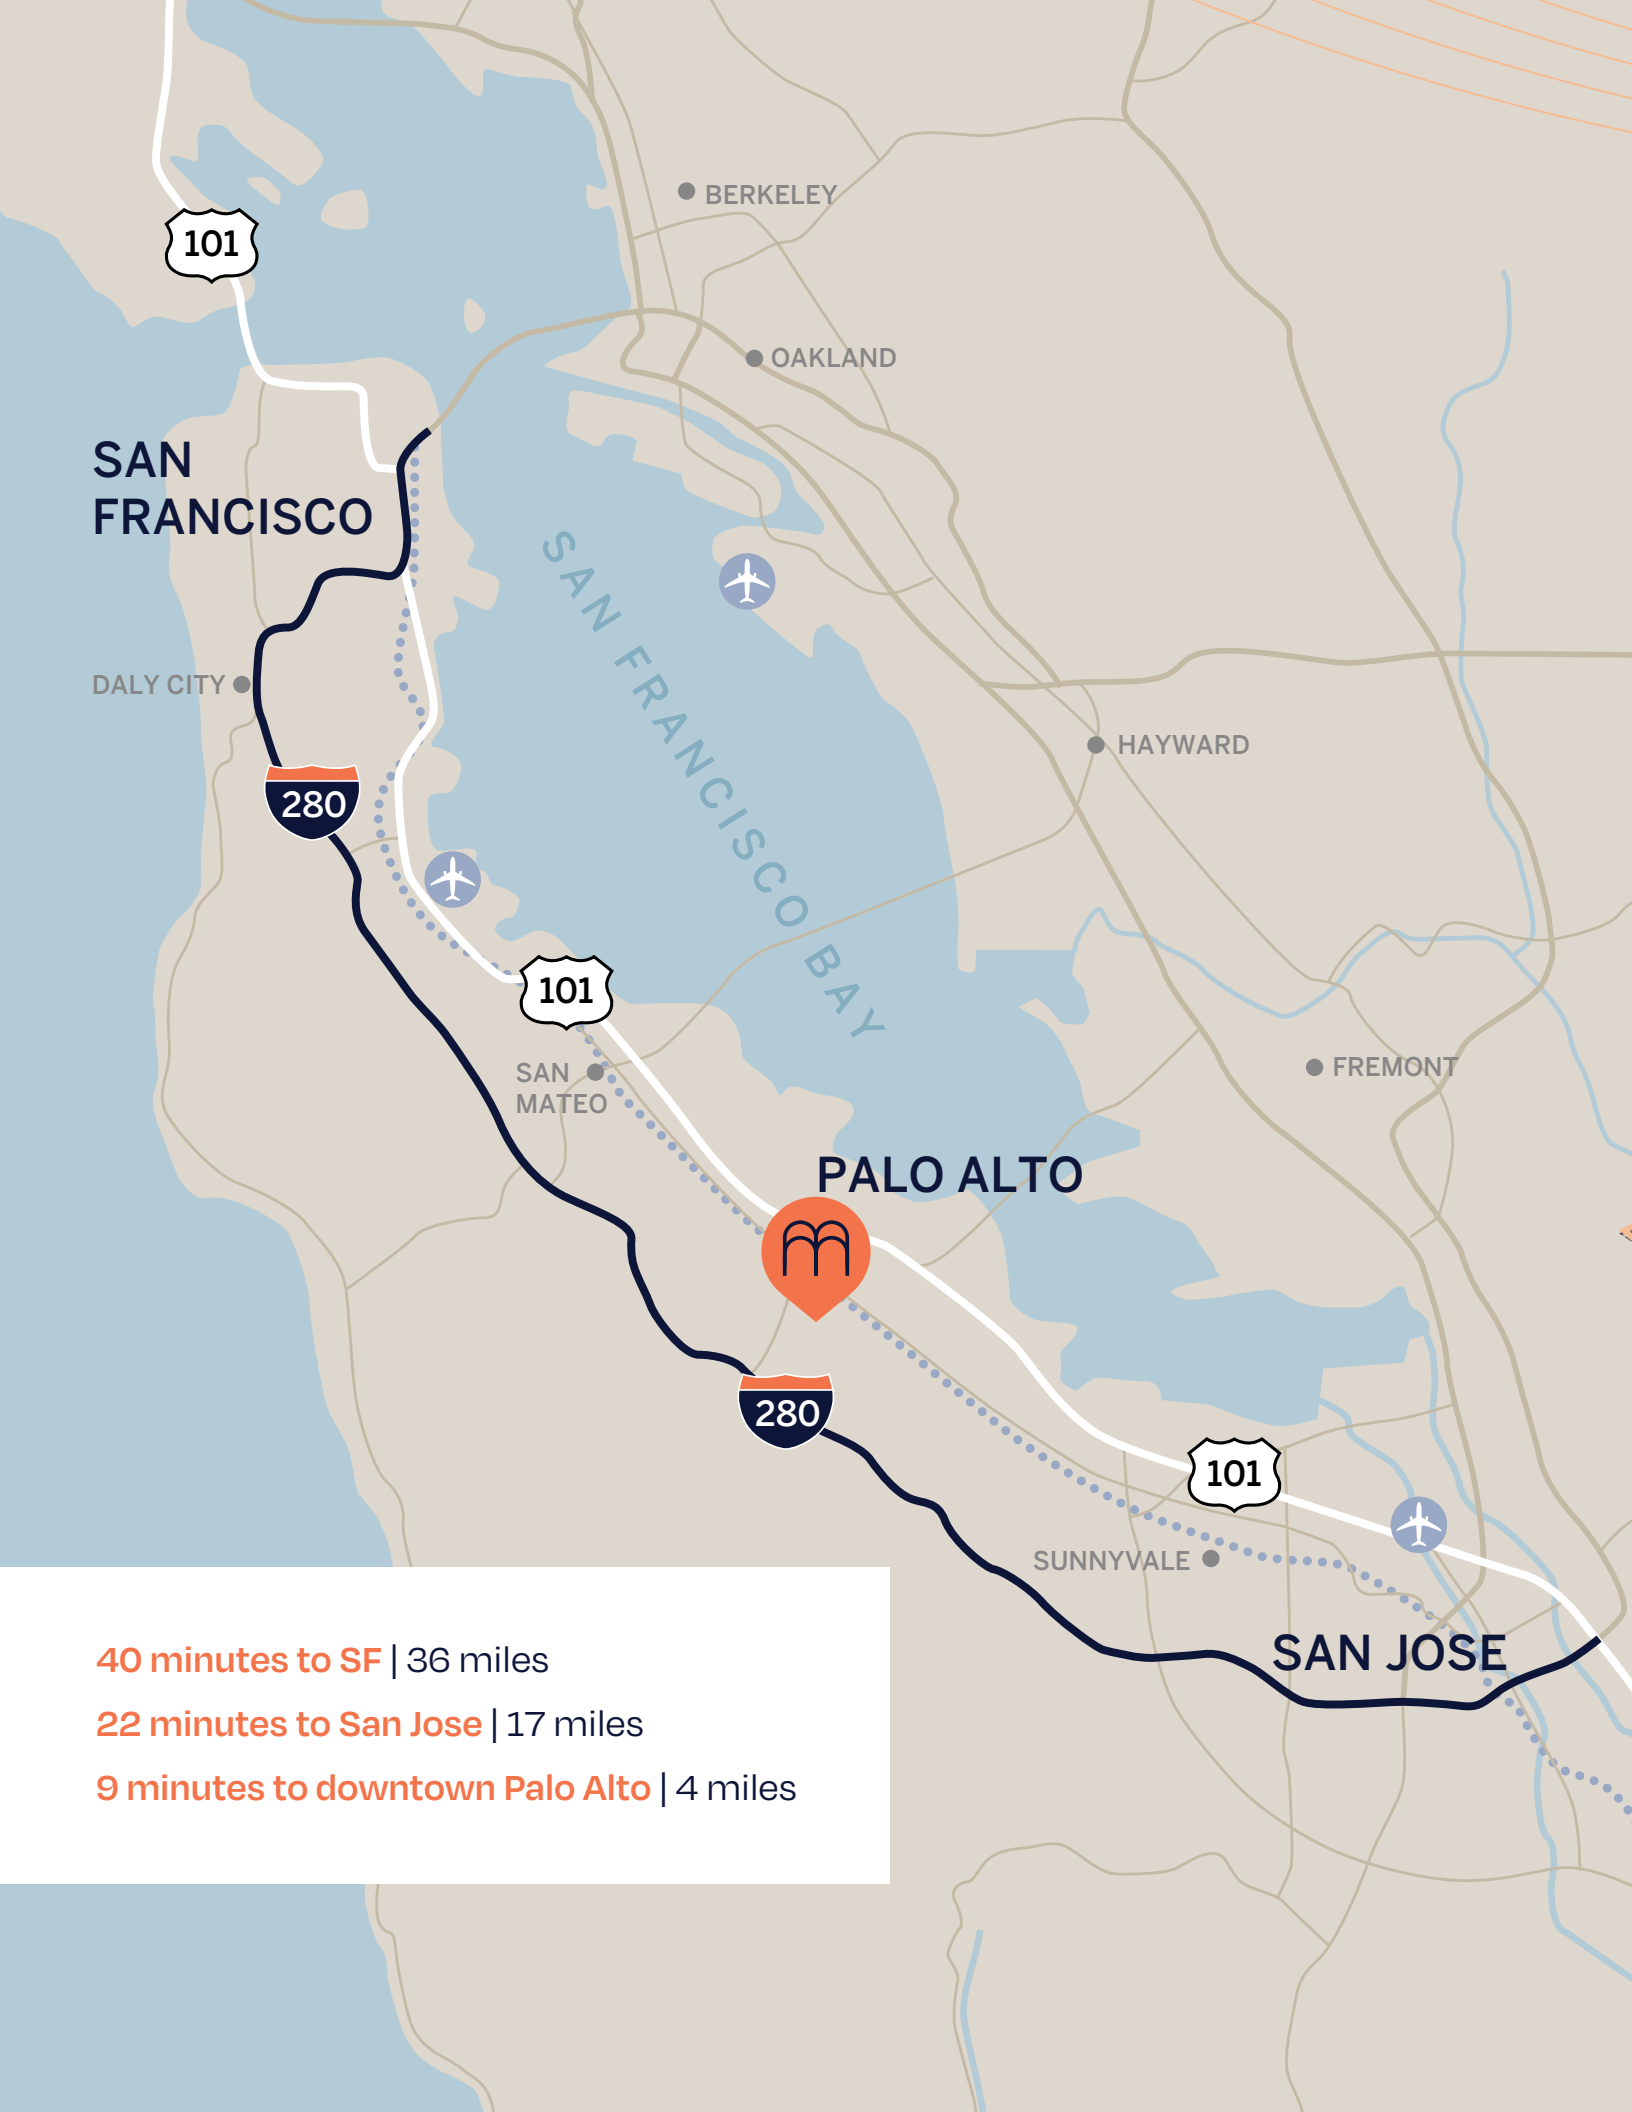 BERKELEY
101
OAKLAND
SAN
FRANCISCO
SAN FRANCISCO BAY
DALY CITY
HAYWARD
280
101
SAN
MATEO
FREMONT
PALO ALTO
280
101
SUNNYVALE
SAN JOSE
40 minutes to SF | 36 miles
22 minutes to San Jose | 17 miles
9 minutes to downtown Palo Alto | 4 miles